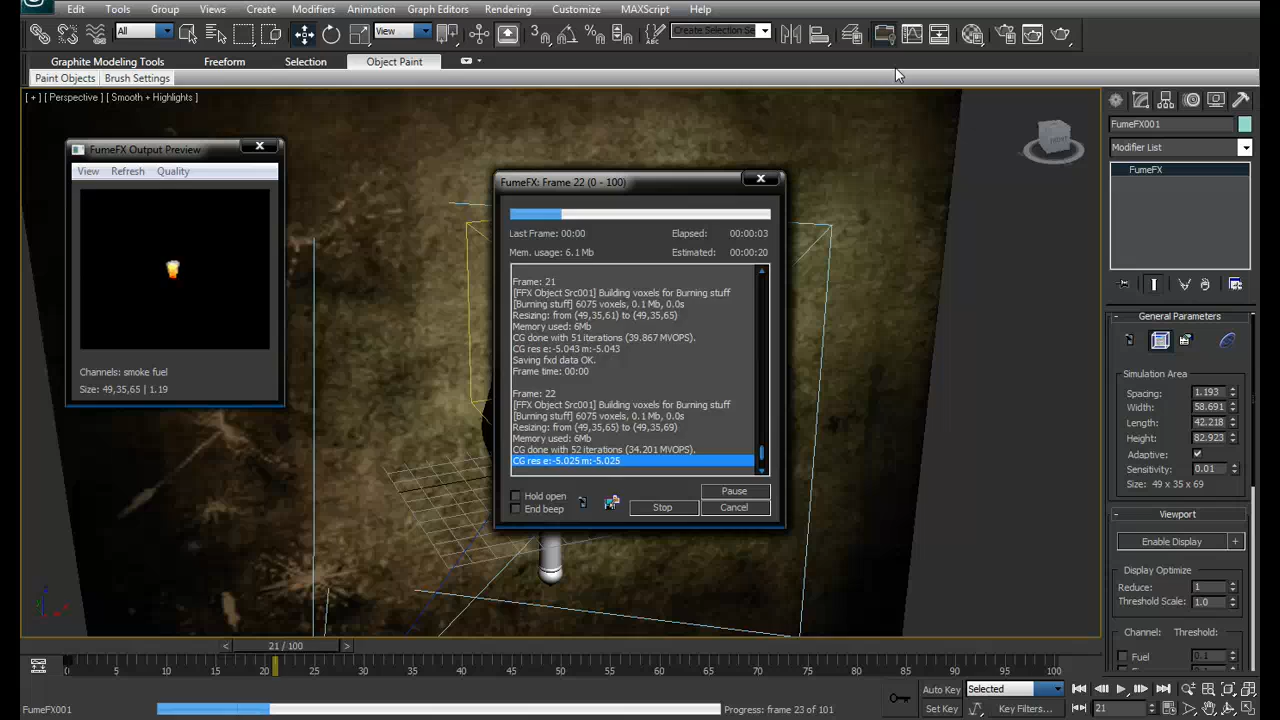 Edit Tools Group Views Create Modifiers Animation Graph Editors Rendering Customize MAXScript Help
All View Create Selection Se
Graphite Modeling Tools Freeform Selection Object Paint
Paint Objects Brush Settings
[ + ] [ Perspective ] [ Smooth + Highlights ]
FumeFX Output Preview
View Refresh Quality
Channels: smoke fuel
Size: 49,35,65 | 1.19
FumeFX: Frame 22 (0 - 100)
Last Frame: 00:00 Elapsed: 00:00:03
Mem. usage: 6.1 Mb Estimated: 00:00:20
Frame: 21
[FFX Object Src001] Building voxels for Burning stuff
[Burning stuff] 6075 voxels, 0.1 Mb, 0.0s
Resizing: from (49,35,61) to (49,35,65)
Memory used: 6Mb
CG done with 51 iterations (39.867 MVOPS).
CG res e:-5.043 m:-5.043
Saving fxd data OK.
Frame time: 00:00
Frame: 22
[FFX Object Src001] Building voxels for Burning stuff
[Burning stuff] 6075 voxels, 0.1 Mb, 0.0s
Resizing: from (49,35,65) to (49,35,69)
Memory used: 6Mb
CG done with 52 iterations (34.201 MVOPS).
CG res e:-5.025 m:-5.025
Hold open
End beep
Pause
Stop Cancel
FumeFX001
Modifier List
FumeFX
General Parameters
Simulation Area
Spacing: 1.193
Width: 58.691
Length: 42.218
Height: 82.923
Adaptive:
Sensitivity: 0.01
Size: 49 x 35 x 69
Viewport
Enable Display +
Display Optimize
Reduce: 1
Threshold Scale: 1.0
Channel: Threshold:
Fuel 0.1
< 21 / 100 >
0 5 10 15 20 25 30 35 40 45 50 55 60 65 70 75 80 85 90 95 100
FumeFX001 Progress: frame 23 of 101
Auto Key Selected
Set Key Key Filters... 21